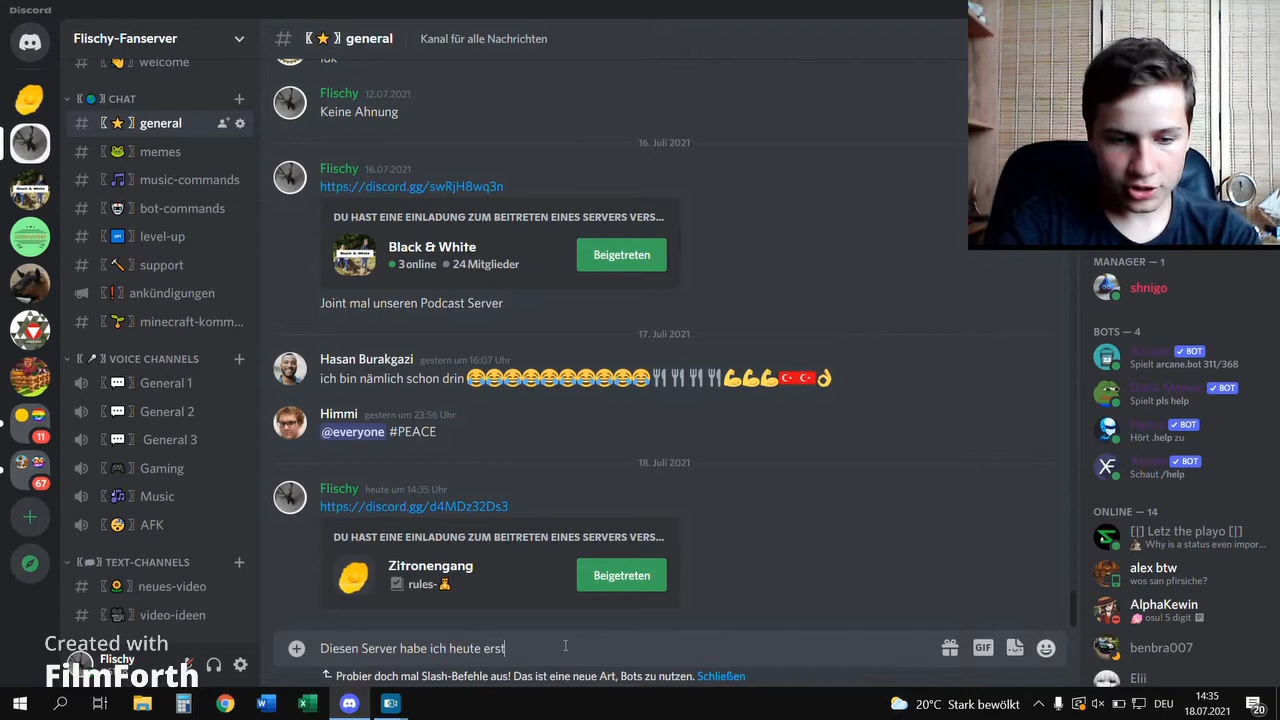 Discord
Flischy-Fanserver
〖⭐〗general
Kanal für alle Nachrichten
welcome
〖🔵〗CHAT
〖⭐〗general
〖🐸〗memes
〖🎵〗music-commands
〖🤖〗bot-commands
〖🆙〗level-up
〖🔨〗support
〖❗〗ankündigungen
〖🌱〗minecraft-komm...
〖🎤〗VOICE CHANNELS
〖💬〗General 1
〖💬〗General 2
〖💬〗General 3
〖🎮〗Gaming
〖🎵〗Music
〖😴〗AFK
〖💬〗TEXT-CHANNELS
〖🌻〗neues-video
〖🎥〗video-ideen
11
67
Flischy
Created with
FilmForth
Flischy 12.07.2021
Keine Ahnung
16. Juli 2021
Flischy 16.07.2021
https://discord.gg/swRjH8wq3n
DU HAST EINE EINLADUNG ZUM BEITRETEN EINES SERVERS VERS...
Black & White
3 online 24 Mitglieder
Beigetreten
Joint mal unseren Podcast Server
17. Juli 2021
Hasan Burakgazi gestern um 16:07 Uhr
ich bin nämlich schon drin 😂😂😂😂😂😂😂😂😂😂🍴🍴🍴🍴💪💪💪🇹🇷🇹🇷👌
Himmi gestern um 23:56 Uhr
@everyone #PEACE
18. Juli 2021
Flischy heute um 14:35 Uhr
https://discord.gg/d4MDz32Ds3
DU HAST EINE EINLADUNG ZUM BEITRETEN EINES SERVERS VERS...
Zitronengang
rules-
Beigetreten
Diesen Server habe ich heute erst
GIF
Probier doch mal Slash-Befehle aus! Das ist eine neue Art, Bots zu nutzen. Schließen
MANAGER — 1
shnigo
BOTS — 4
✓ BOT
Spielt arcane.bot 311/368
✓ BOT
Spielt pls help
✓ BOT
Hört .help zu
✓ BOT
Schaut /help
ONLINE — 14
[|] Letz the playo [|]
Why is a status even impor...
alex btw
wos san pfirsiche?
AlphaKewin
osu! 5 digit
benbra007
Elii
20°C Stark bewölkt
DEU
14:35
18.07.2021
20